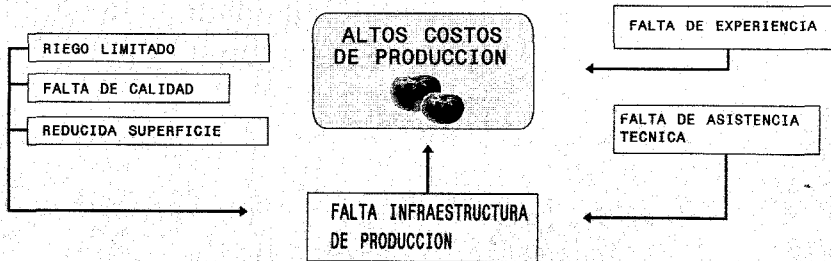 RIEGO LIMITADO
FALTA DE CALIDAD
REDUCIDA SUPERFICIE
ALTOS COSTOS
DE PRODUCCION
FALTA DE EXPERIENCIA
FALTA DE ASISTENCIA
TECNICA
FALTA INFRAESTRUCTURA
DE PRODUCCION